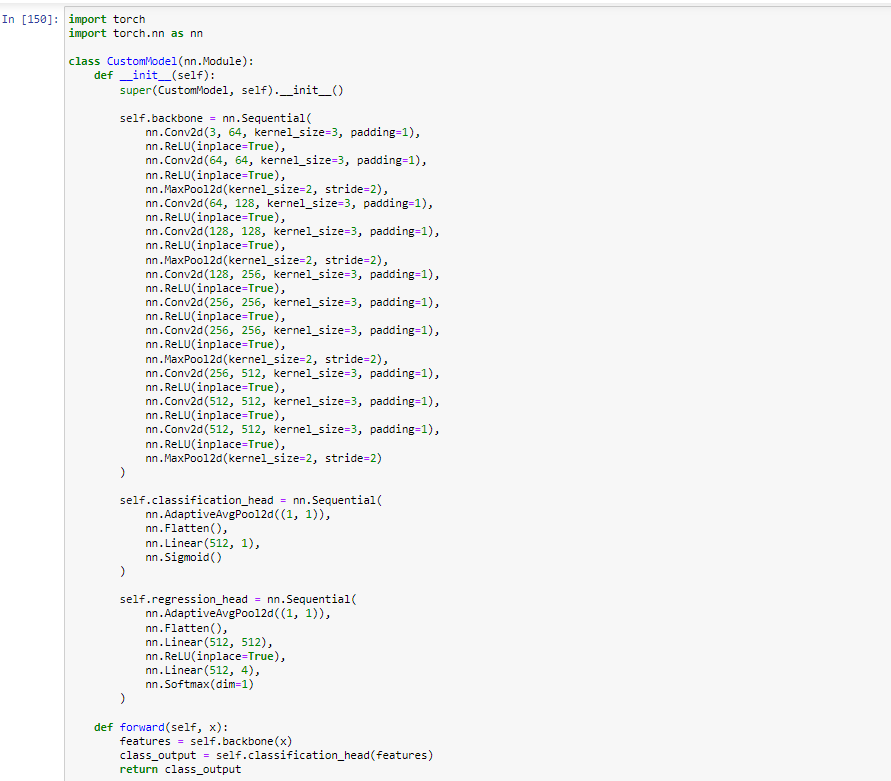 In [150]: import torch
import torch.nn as nn

class CustomModel(nn.Module):
    def __init__(self):
        super(CustomModel, self).__init__()

        self.backbone = nn.Sequential(
            nn.Conv2d(3, 64, kernel_size=3, padding=1),
            nn.ReLU(inplace=True),
            nn.Conv2d(64, 64, kernel_size=3, padding=1),
            nn.ReLU(inplace=True),
            nn.MaxPool2d(kernel_size=2, stride=2),
            nn.Conv2d(64, 128, kernel_size=3, padding=1),
            nn.ReLU(inplace=True),
            nn.Conv2d(128, 128, kernel_size=3, padding=1),
            nn.ReLU(inplace=True),
            nn.MaxPool2d(kernel_size=2, stride=2),
            nn.Conv2d(128, 256, kernel_size=3, padding=1),
            nn.ReLU(inplace=True),
            nn.Conv2d(256, 256, kernel_size=3, padding=1),
            nn.ReLU(inplace=True),
            nn.Conv2d(256, 256, kernel_size=3, padding=1),
            nn.ReLU(inplace=True),
            nn.MaxPool2d(kernel_size=2, stride=2),
            nn.Conv2d(256, 512, kernel_size=3, padding=1),
            nn.ReLU(inplace=True),
            nn.Conv2d(512, 512, kernel_size=3, padding=1),
            nn.ReLU(inplace=True),
            nn.Conv2d(512, 512, kernel_size=3, padding=1),
            nn.ReLU(inplace=True),
            nn.MaxPool2d(kernel_size=2, stride=2)
        )

        self.classification_head = nn.Sequential(
            nn.AdaptiveAvgPool2d((1, 1)),
            nn.Flatten(),
            nn.Linear(512, 1),
            nn.Sigmoid()
        )

        self.regression_head = nn.Sequential(
            nn.AdaptiveAvgPool2d((1, 1)),
            nn.Flatten(),
            nn.Linear(512, 512),
            nn.ReLU(inplace=True),
            nn.Linear(512, 4),
            nn.Softmax(dim=1)
        )

    def forward(self, x):
        features = self.backbone(x)
        class_output = self.classification_head(features)
        return class_output